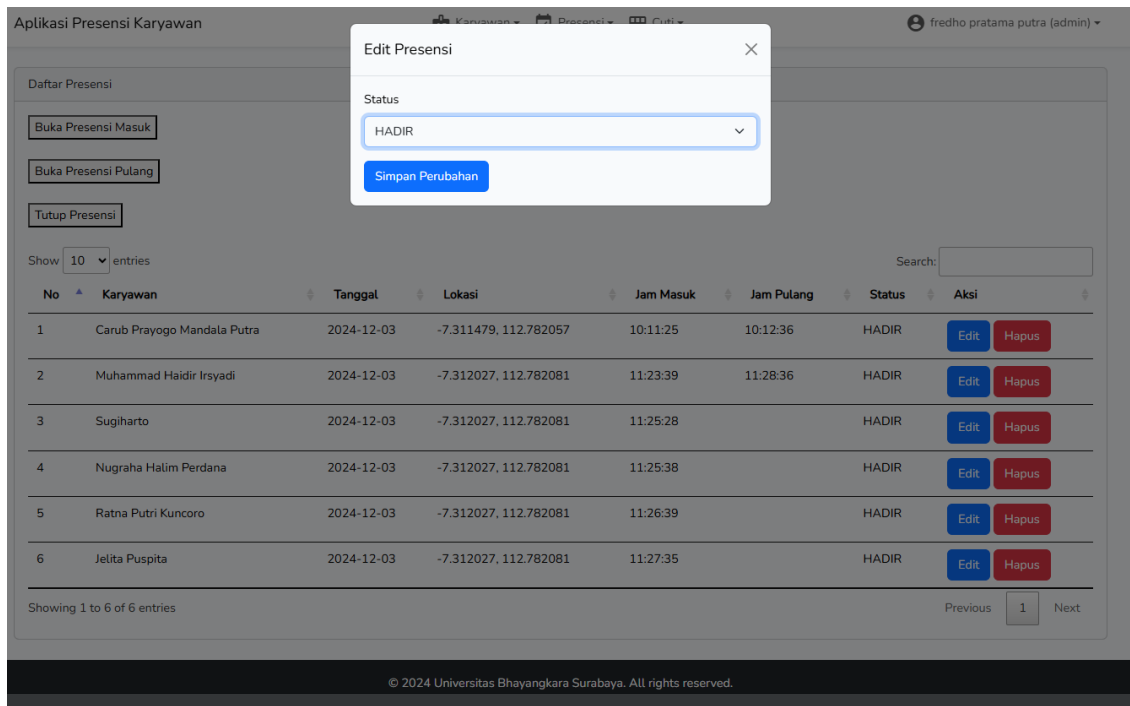 Aplikasi Presensi Karyawan Karyawan Presensi Cuti fredho pratama putra (admin)
Edit Presensi
Status
HADIR
Simpan Perubahan
Daftar Presensi
Buka Presensi Masuk
Buka Presensi Pulang
Tutup Presensi
Show 10 entries Search:
No Karyawan Tanggal Lokasi Jam Masuk Jam Pulang Status Aksi
1 Carub Prayogo Mandala Putra 2024-12-03 -7.311479, 112.782057 10:11:25 10:12:36 HADIR Edit Hapus
2 Muhammad Haidir Irsyadi 2024-12-03 -7.312027, 112.782081 11:23:39 11:28:36 HADIR Edit Hapus
3 Sugiharto 2024-12-03 -7.312027, 112.782081 11:25:28 HADIR Edit Hapus
4 Nugraha Halim Perdana 2024-12-03 -7.312027, 112.782081 11:25:38 HADIR Edit Hapus
5 Ratna Putri Kuncoro 2024-12-03 -7.312027, 112.782081 11:26:39 HADIR Edit Hapus
6 Jelita Puspita 2024-12-03 -7.312027, 112.782081 11:27:35 HADIR Edit Hapus
Showing 1 to 6 of 6 entries Previous 1 Next
© 2024 Universitas Bhayangkara Surabaya. All rights reserved.